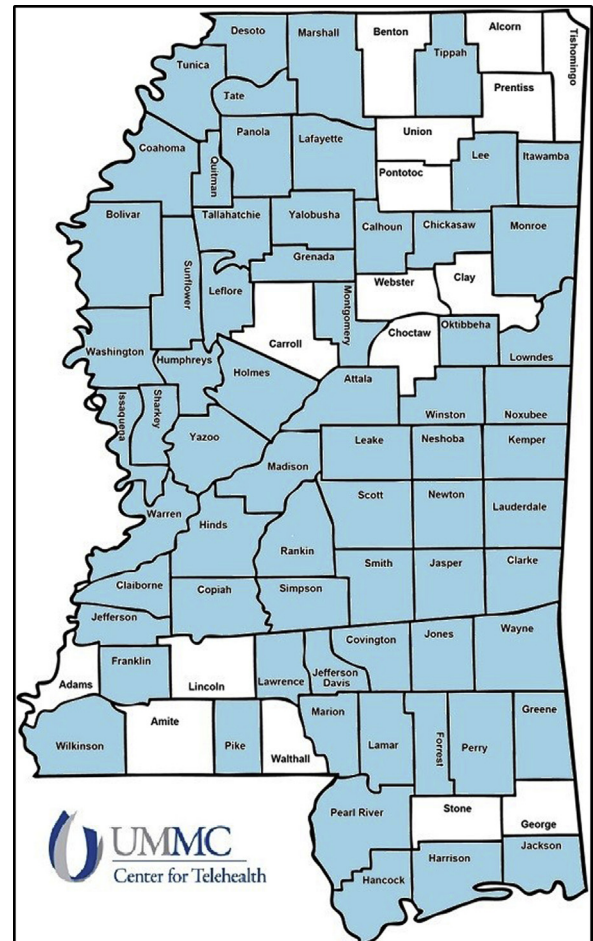 Desoto
Marshall
Benton
Alcorn
Tishomingo
Tippah
Tunica
Tate
Prentiss
Panola
Lafayette
Union
Coahoma
Quitman
Lee
Itawamba
Pontotoc
Bolivar
Tallahatchie
Yalobusha
Calhoun
Chickasaw
Monroe
Sunflower
Grenada
Leflore
Montgomery
Webster
Clay
Carroll
Choctaw
Oktibbeha
Washington
Humphreys
Lowndes
Holmes
Attala
Issaquena
Sharkey
Winston
Noxubee
Yazoo
Leake
Neshoba
Kemper
Madison
Scott
Newton
Lauderdale
Warren
Hinds
Rankin
Smith
Jasper
Clarke
Claiborne
Copiah
Simpson
Jefferson
Covington
Jones
Wayne
Franklin
Adams
Lincoln
Lawrence
Jefferson
Davis
Amite
Marion
Greene
Wilkinson
Pike
Walthall
Lamar
Forrest
Perry
Pearl River
Stone
George
Harrison
Jackson
Hancock
UMMC
Center for Telehealth